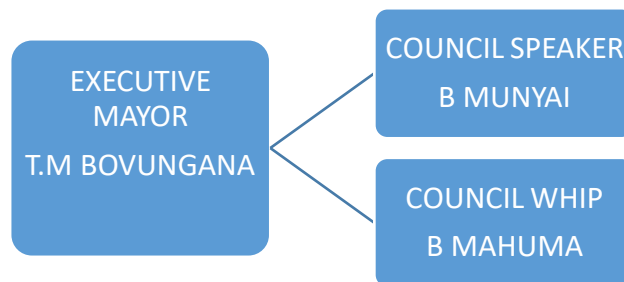 EXECUTIVE
MAYOR
T.M BOVUNGANA
COUNCIL SPEAKER
B MUNYAI
COUNCIL WHIP
B MAHUMA